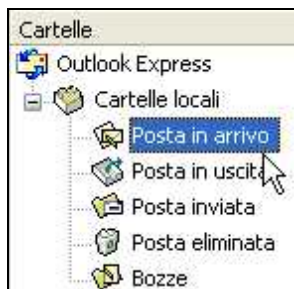 Cartelle
Outlook Express
Cartelle locali
Posta in arrivo
Posta in uscita
Posta inviata
Posta eliminata
Bozze